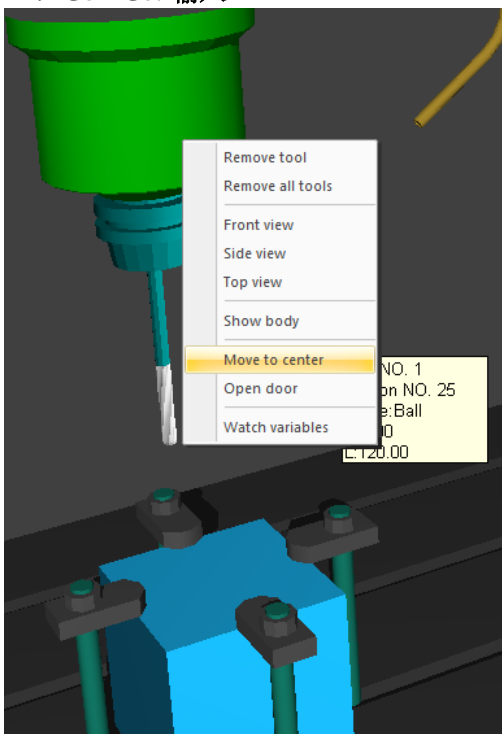 Remove tool
Remove all tools
Front view
Side view
Top view
Show body
Move to center
Open door
Watch variables
NO. 1
on NO. 25
e:Ball
L:120.00